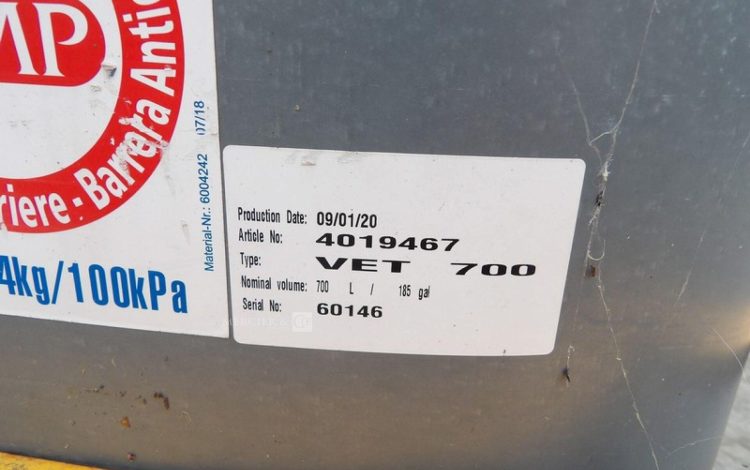 MP
riere - Barrera Antic
4kg/100kPa
Material-Nr.: 6004242 07/18
Production Date: 09/01/20
Article No: 4019467
Type: VET 700
Nominal volume: 700 L / 185 gal
Serial No: 60146